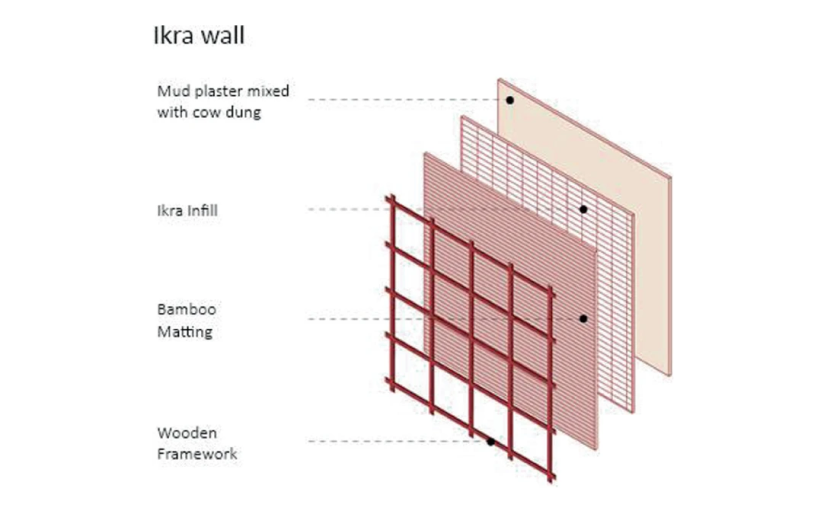 Ikra wall
Mud plaster mixed
with cow dung
Ikra Infill
Bamboo
Matting
Wooden
Framework